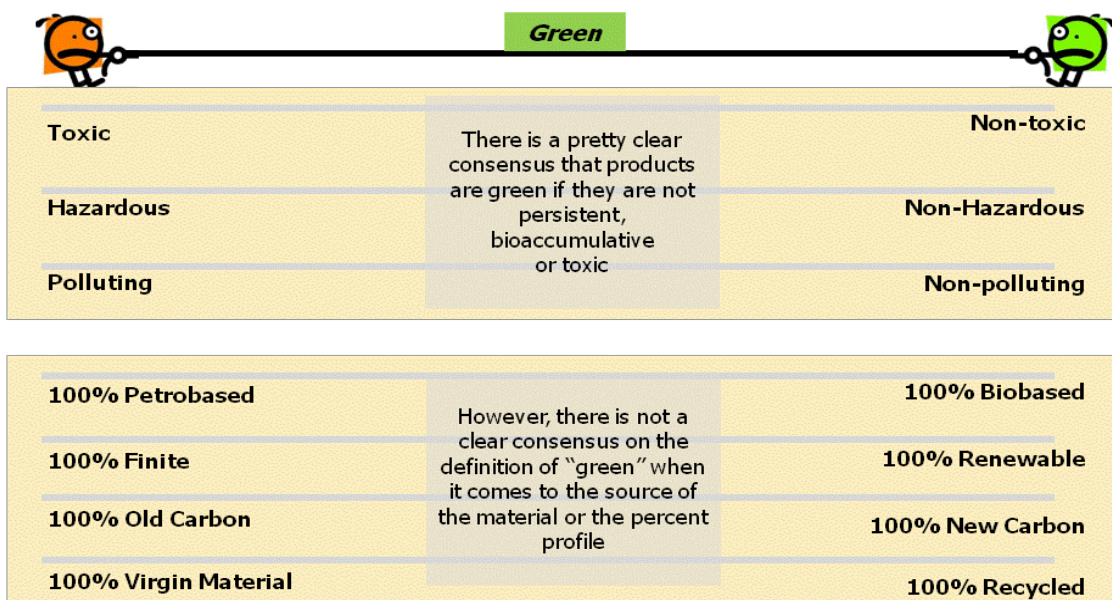 Green
Toxic
Non-toxic
There is a pretty clear
consensus that products
are green if they are not
persistent,
bioaccumulative
or toxic
Hazardous
Non-Hazardous
Polluting
Non-polluting
100% Petrobased
100% Biobased
However, there is not a
clear consensus on the
definition of “green” when
it comes to the source of
the material or the percent
profile
100% Finite
100% Renewable
100% Old Carbon
100% New Carbon
100% Virgin Material
100% Recycled